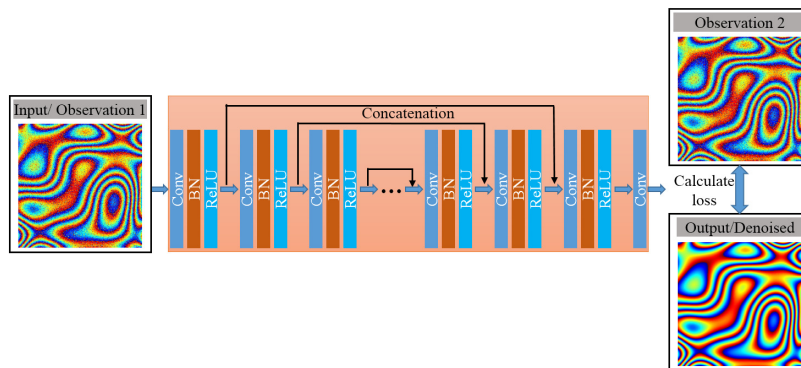 Observation 2
Input/ Observation 1
Concatenation
Conv BN ReLU Conv BN ReLU Conv BN ReLU ... Conv BN ReLU Conv BN ReLU Conv BN ReLU Conv
Calculate
loss
Output/Denoised